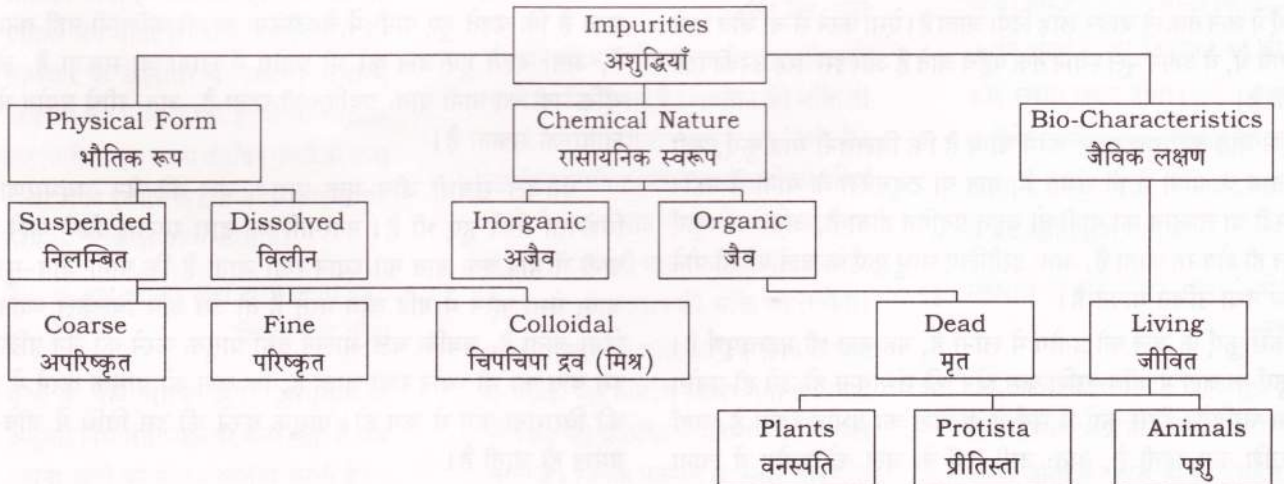 Impurities
अशुद्धियाँ
Physical Form
भौतिक रूप
Chemical Nature
रासायनिक स्वरूप
Bio-Characteristics
जैविक लक्षण
Suspended
निलम्बित
Dissolved
विलीन
Inorganic
अजैव
Organic
जैव
Coarse
अपरिष्कृत
Fine
परिष्कृत
Colloidal
चिपचिपा द्रव (मिश्र)
Dead
मृत
Living
जीवित
Plants
वनस्पति
Protista
प्रीतिस्ता
Animals
पशु